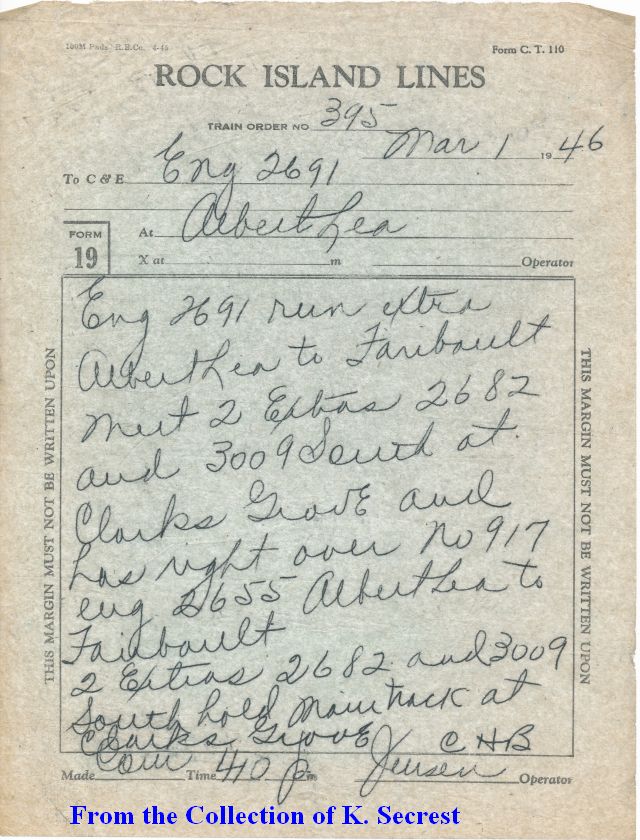 100M Pads R.B.Co. 4-45
Form C. T. 110
ROCK ISLAND LINES
TRAIN ORDER NO 395
Mar 1 1946
To C & E Eng 2691
FORM 19
At Albert Lea
X at m Operator
THIS MARGIN MUST NOT BE WRITTEN UPON
Eng 2691 run extra
Albert Lea to Faribault
meet 2 Extras 2682
and 3009 South at
Clarks Grove and
has right over No 917
eng 2655 Albert Lea to
Faribault
2 Extras 2682 and 3009
South hold Main track at
Clarks Grove CHB
THIS MARGIN MUST NOT BE WRITTEN UPON
Made Com Time 410 pm Jensen Operator
From the Collection of K. Secrest